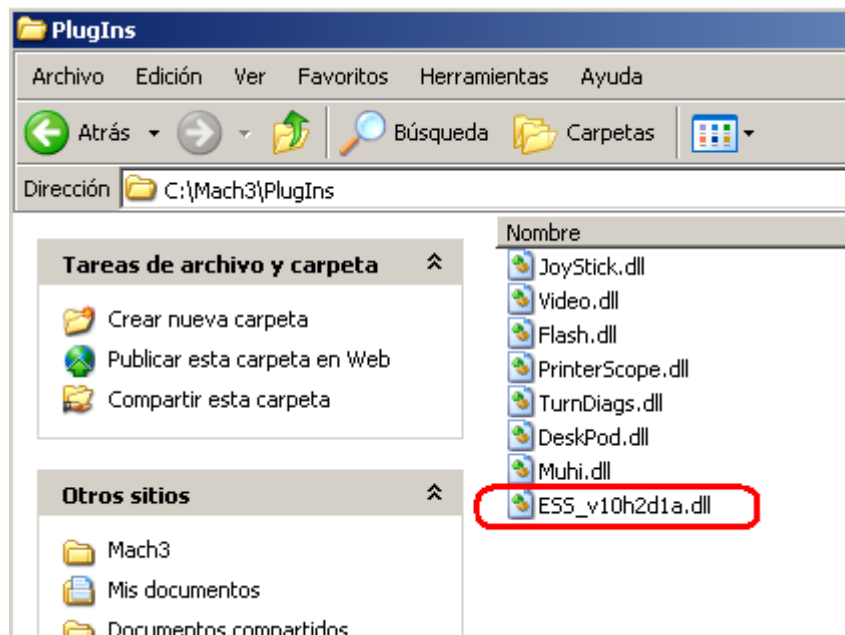 PlugIns
Archivo Edición Ver Favoritos Herramientas Ayuda
Atrás Búsqueda Carpetas
Dirección C:\Mach3\PlugIns
Tareas de archivo y carpeta
Crear nueva carpeta
Publicar esta carpeta en Web
Compartir esta carpeta
Otros sitios
Mach3
Mis documentos
Documentos compartidos
Nombre
JoyStick.dll
Video.dll
Flash.dll
PrinterScope.dll
TurnDiags.dll
DeskPod.dll
Muhi.dll
ESS_v10h2d1a.dll